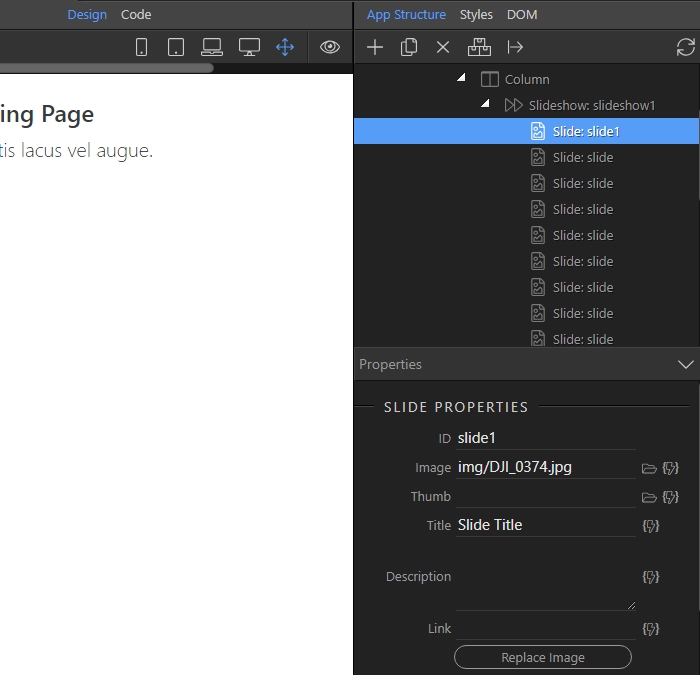 Design Code
App Structure Styles DOM
Column
Slideshow: slideshow1
Slide: slide1
Slide: slide
Slide: slide
Slide: slide
Slide: slide
Slide: slide
Slide: slide
Slide: slide
Slide: slide
ing Page
tis lacus vel augue.
Properties
SLIDE PROPERTIES
ID slide1
Image img/DJI_0374.jpg
Thumb
Title Slide Title
Description
Link
Replace Image